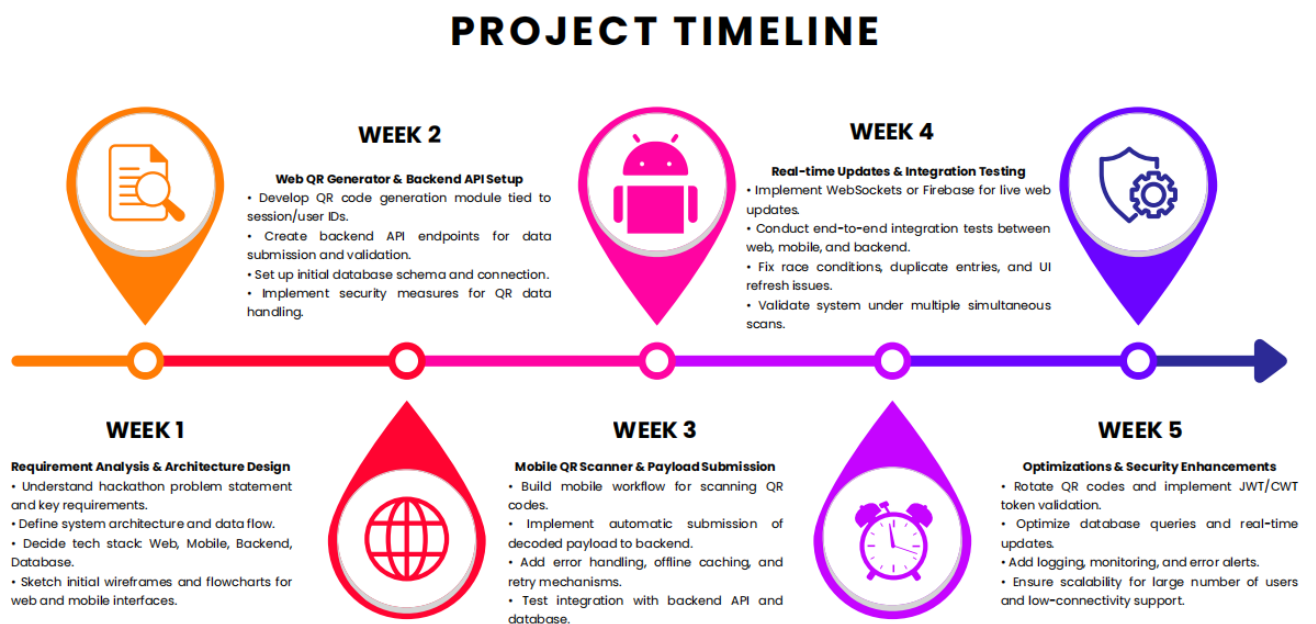 PROJECT TIMELINE
WEEK 1
Requirement Analysis & Architecture Design
• Understand hackathon problem statement
and key requirements.
• Define system architecture and data flow.
• Decide tech stack: Web, Mobile, Backend,
Database.
• Sketch initial wireframes and flowcharts for
web and mobile interfaces.
WEEK 2
Web QR Generator & Backend API Setup
• Develop QR code generation module tied to
session/user IDs.
• Create backend API endpoints for data
submission and validation.
• Set up initial database schema and connection.
• Implement security measures for QR data
handling.
WEEK 3
Mobile QR Scanner & Payload Submission
• Build mobile workflow for scanning QR
codes.
• Implement automatic submission of
decoded payload to backend.
• Add error handling, offline caching, and
retry mechanisms.
• Test integration with backend API and
database.
WEEK 4
Real-time Updates & Integration Testing
• Implement WebSockets or Firebase for live web
updates.
• Conduct end-to-end integration tests between
web, mobile, and backend.
• Fix race conditions, duplicate entries, and UI
refresh issues.
• Validate system under multiple simultaneous
scans.
WEEK 5
Optimizations & Security Enhancements
• Rotate QR codes and implement JWT/CWT
token validation.
• Optimize database queries and real-time
updates.
• Add logging, monitoring, and error alerts.
• Ensure scalability for large number of users
and low-connectivity support.